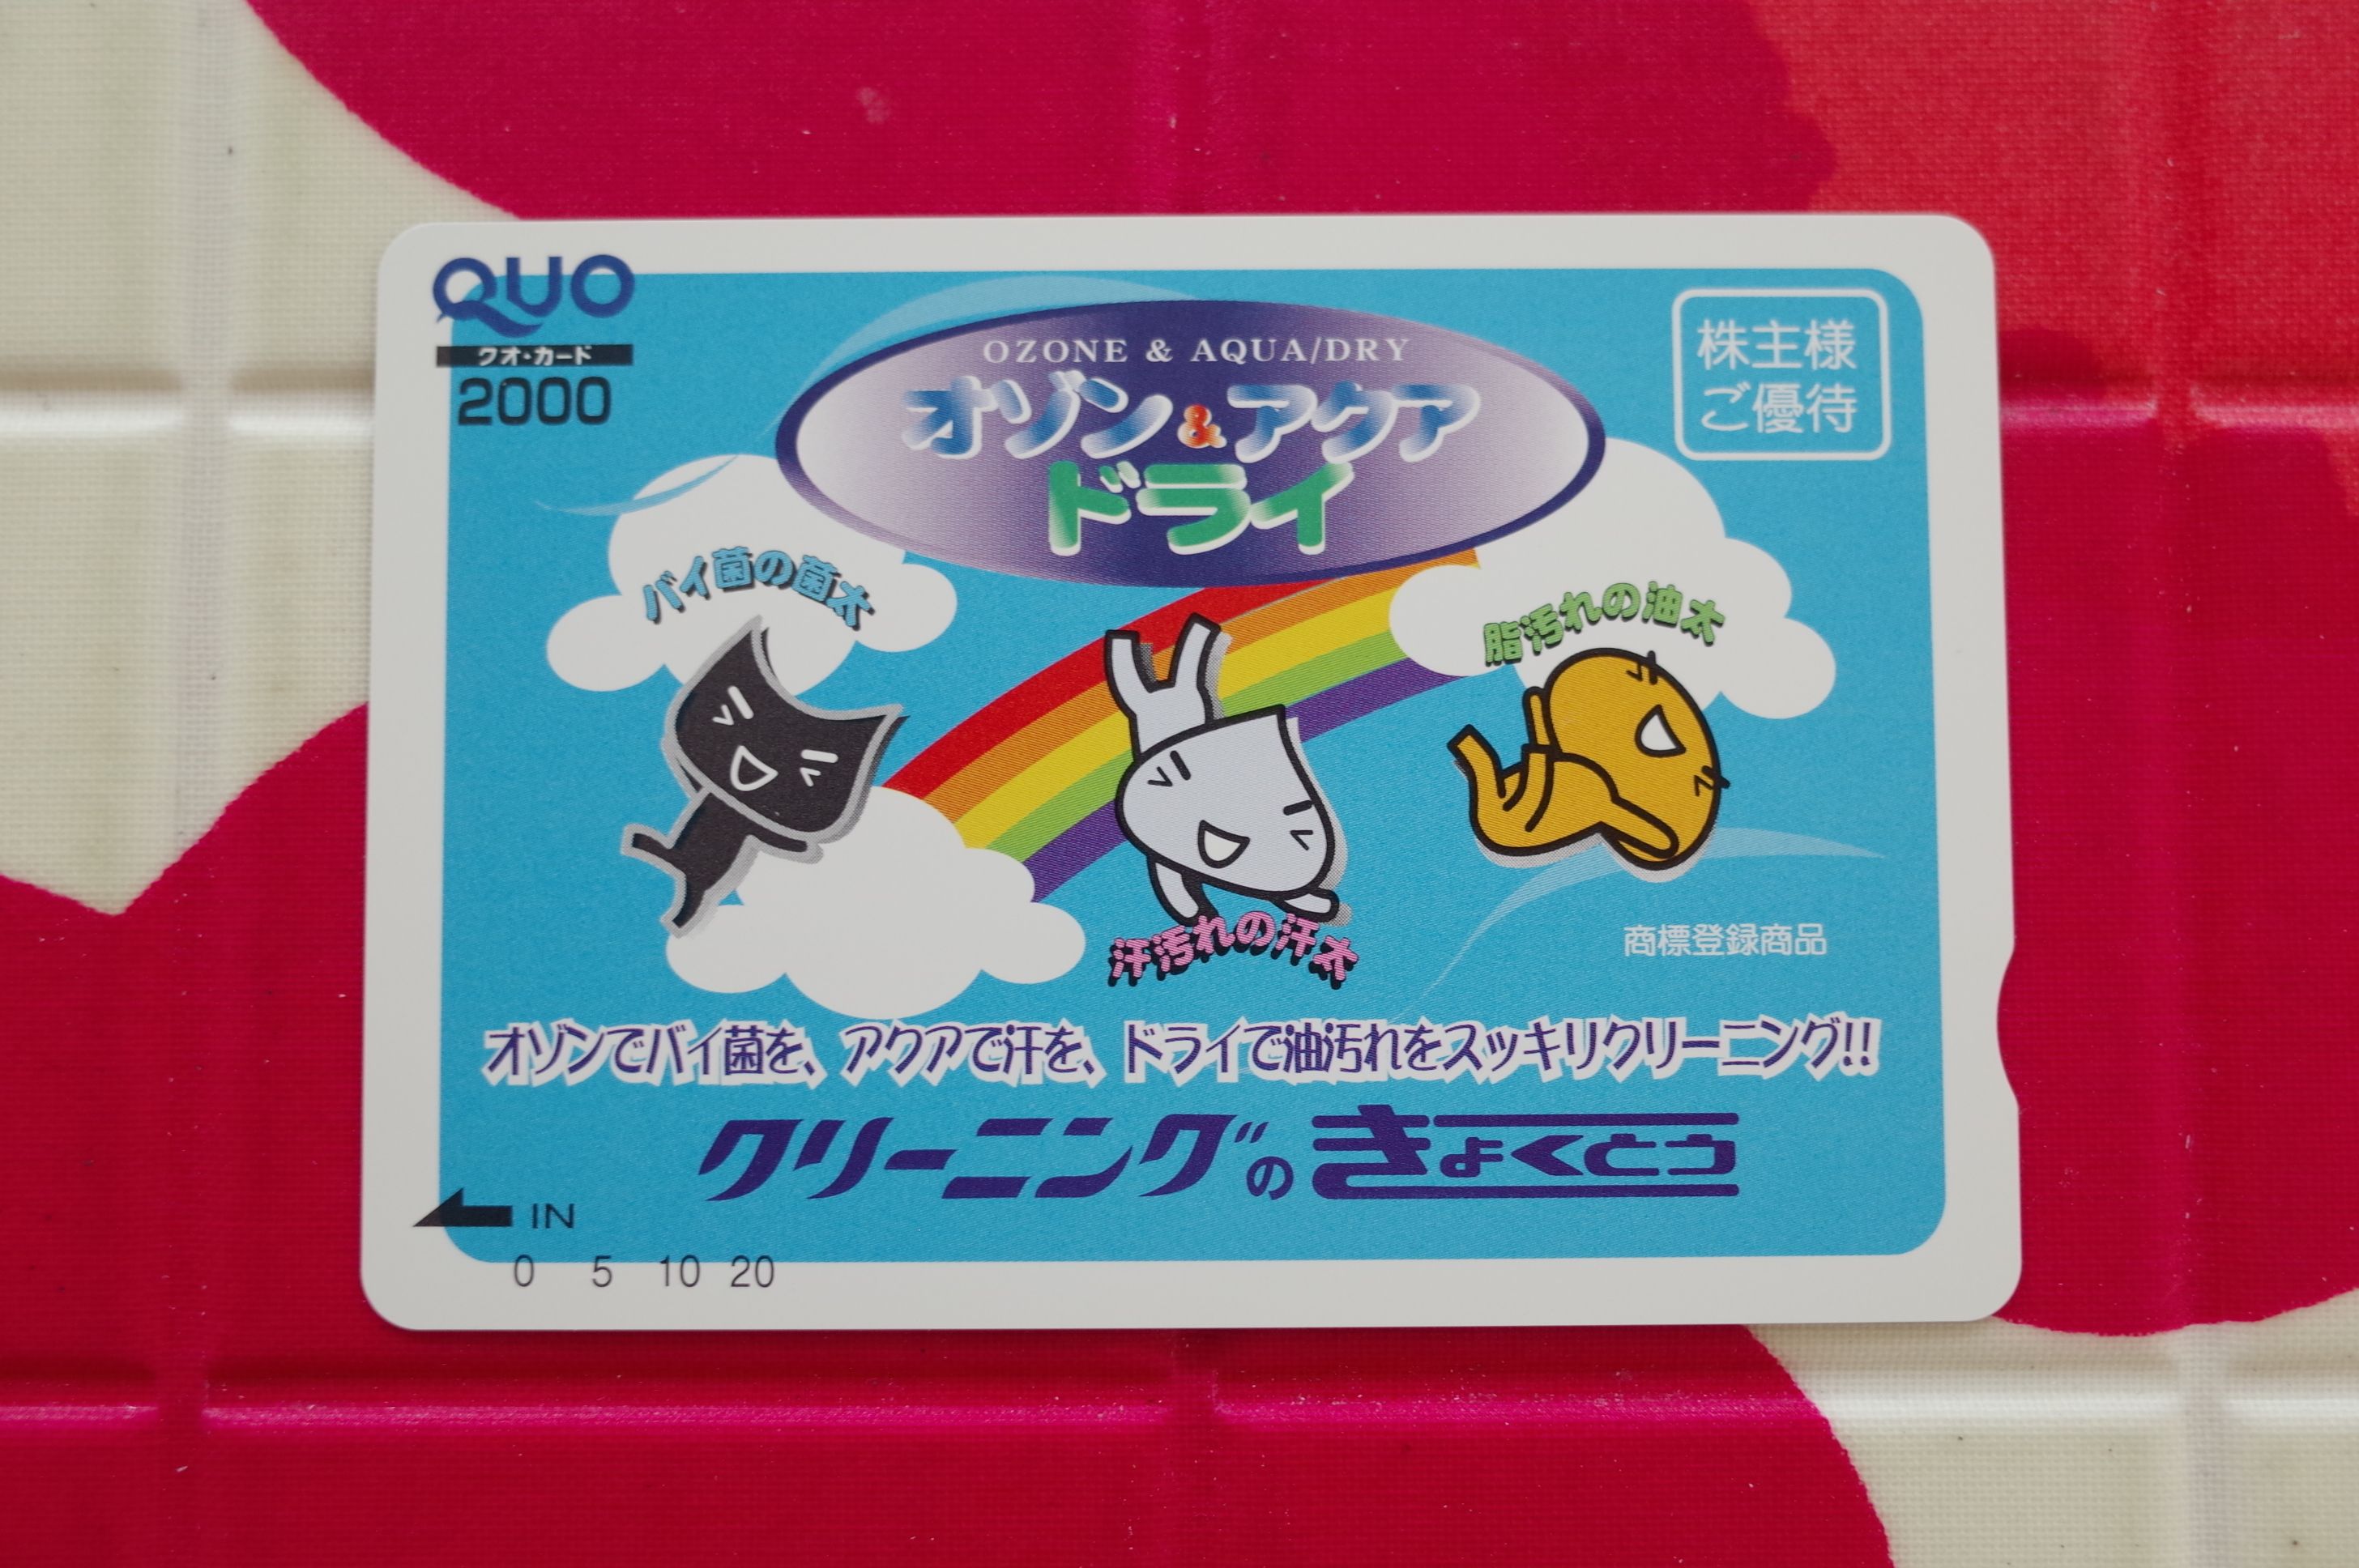 QUO
クオ・カード
2000
OZONE & AQUA/DRY
オゾン&アクア
ドライ
株主様
ご優待
バイ菌の菌太
脂汚れの油太
汗汚れの汗太
商標登録商品
オゾンでバイ菌を、アクアで汗を、ドライで油汚れをスッキリクリーニング!!
クリーニングのきょくとう
IN
0 5 10 20